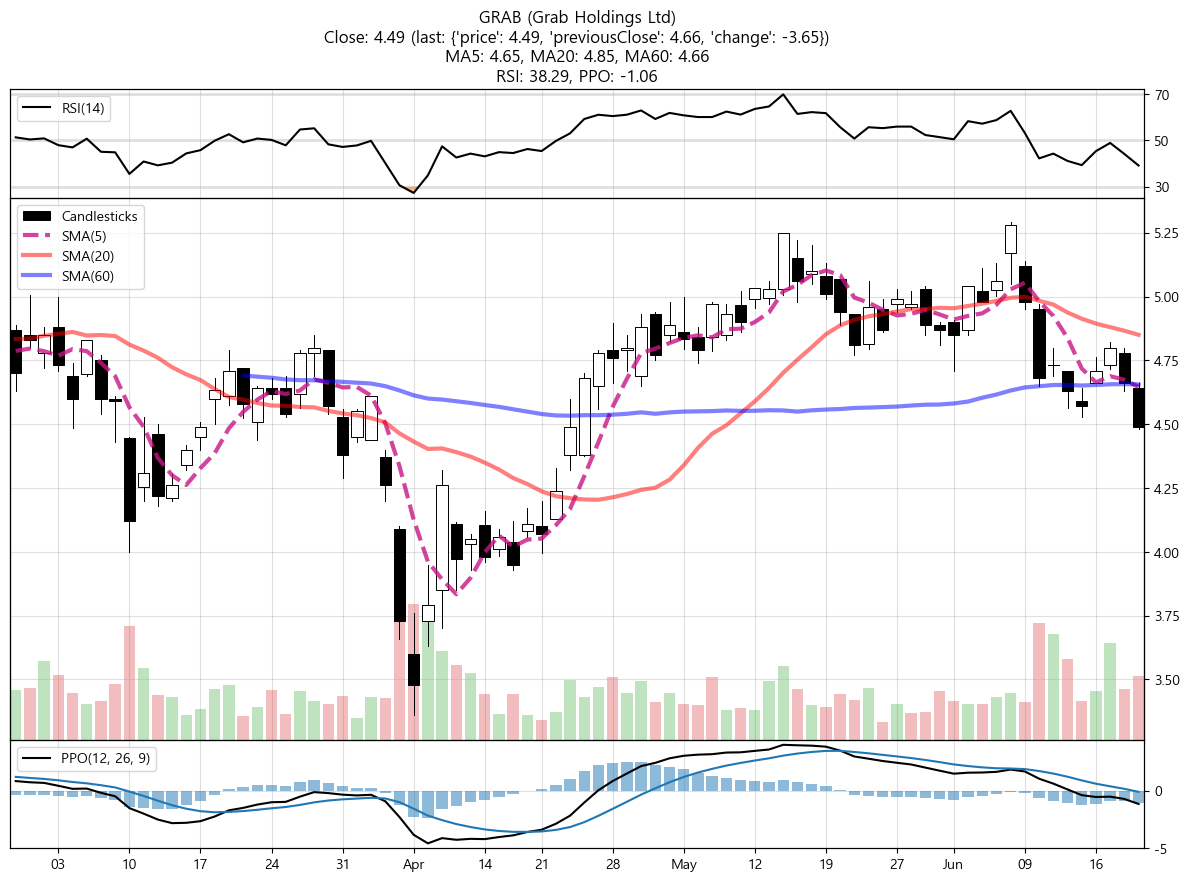 GRAB (Grab Holdings Ltd)
Close: 4.49 (last: {'price': 4.49, 'previousClose': 4.66, 'change': -3.65})
MA5: 4.65, MA20: 4.85, MA60: 4.66
RSI: 38.29, PPO: -1.06
RSI(14)
70
50
30
Candlesticks
SMA(5)
SMA(20)
SMA(60)
5.25
5.00
4.75
4.50
4.25
4.00
3.75
3.50
PPO(12, 26, 9)
0
-5
03 10 17 24 31 Apr 14 21 28 May 12 19 27 Jun 09 16